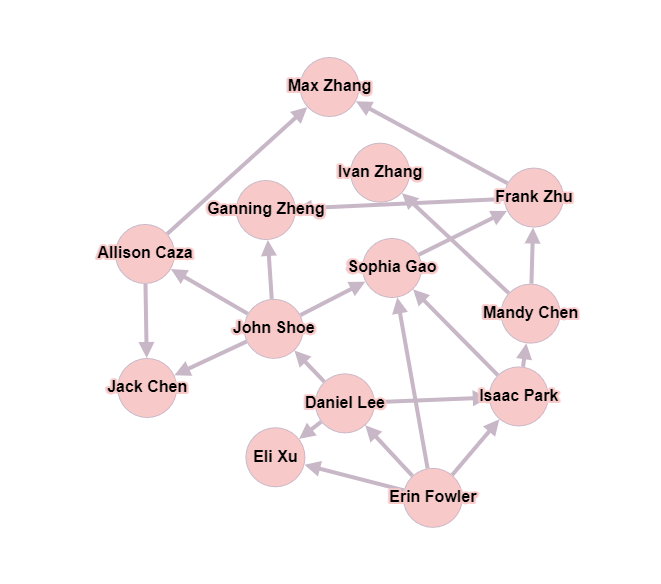 Max Zhang
Ivan Zhang
Frank Zhu
Ganning Zheng
Allison Caza
Sophia Gao
Mandy Chen
John Shoe
Jack Chen
Isaac Park
Daniel Lee
Eli Xu
Erin Fowler